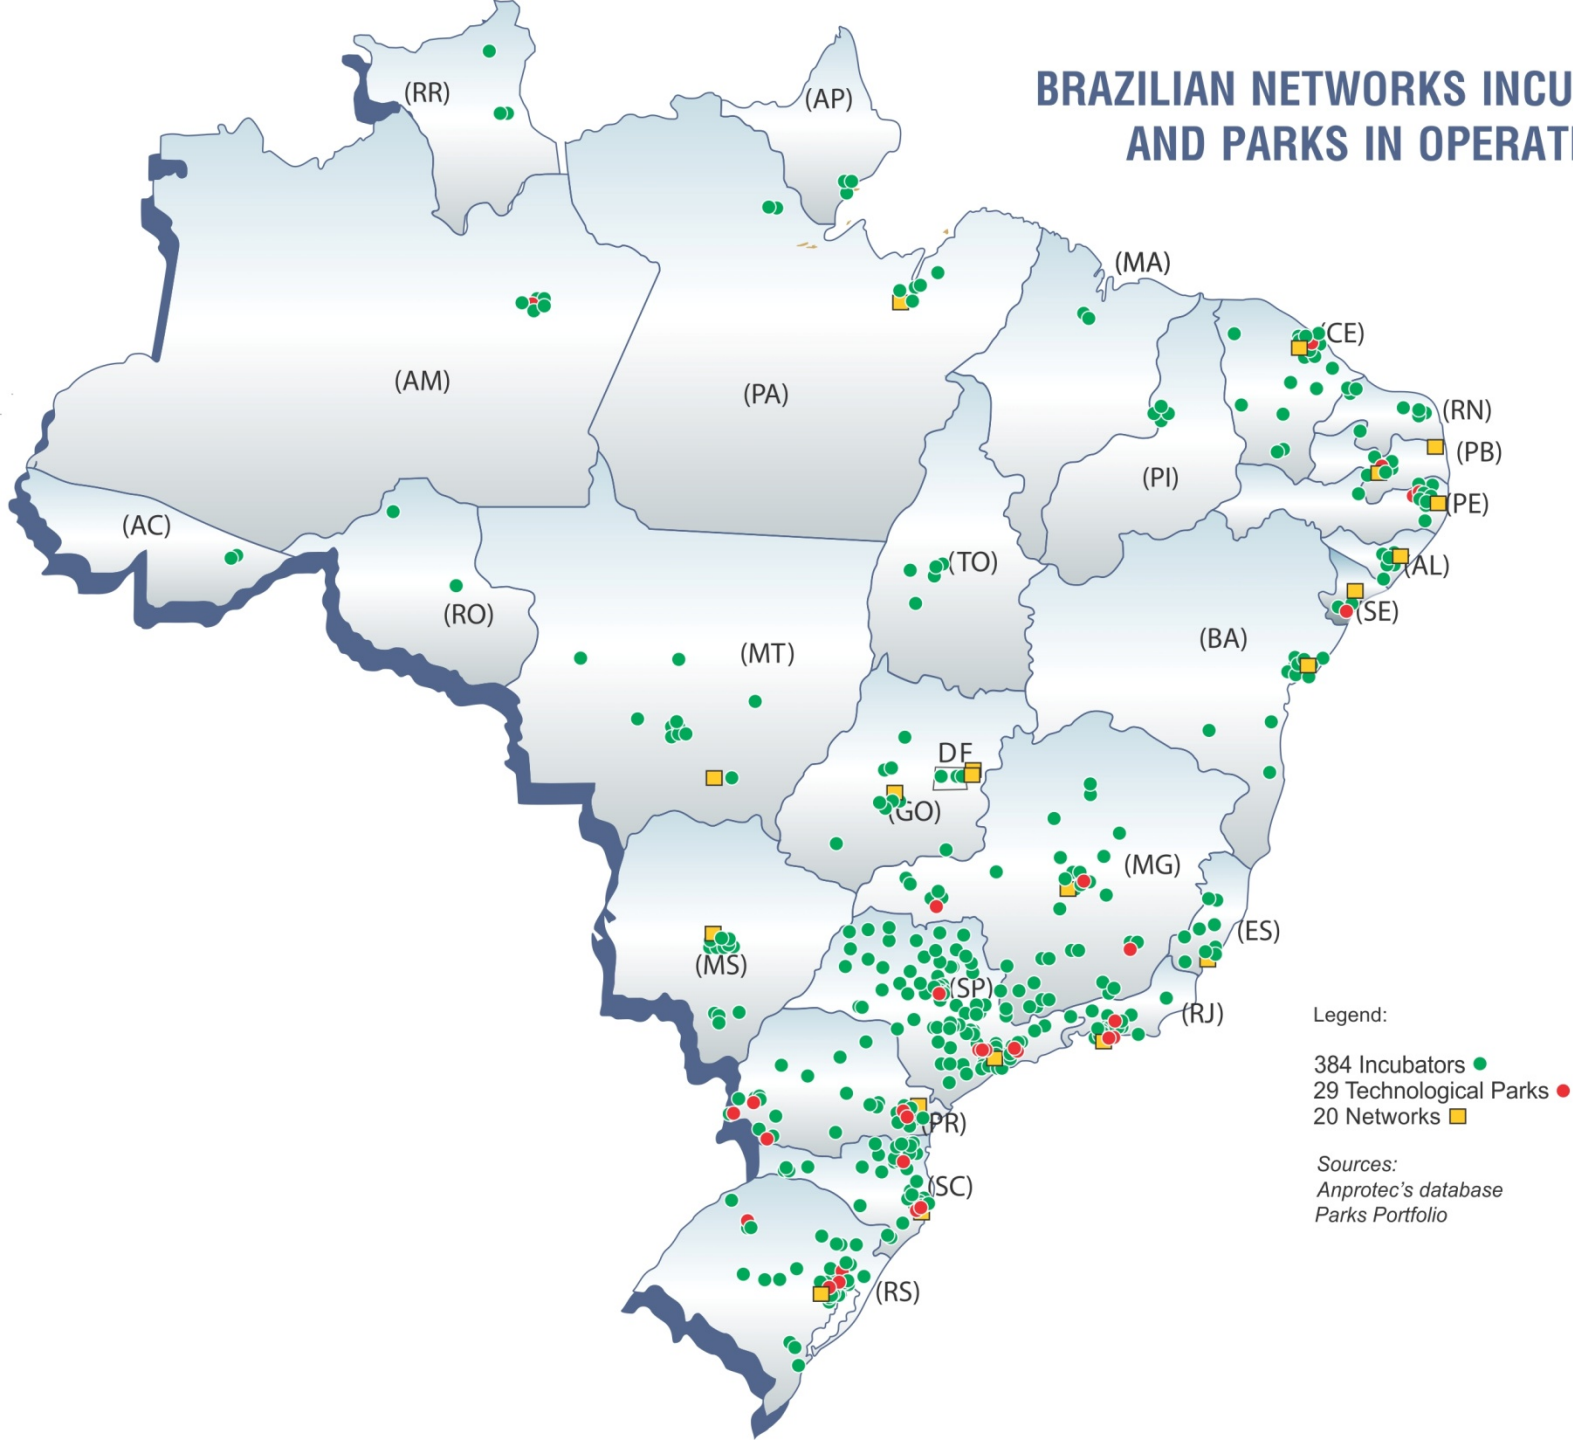 BRAZILIAN NETWORKS INCU
AND PARKS IN OPERATI
(RR)
(AP)
(MA)
(CE)
(AM)
(PA)
(RN)
(PB)
(PI)
(PE)
(AC)
(TO)
(AL)
(RO)
(SE)
(BA)
(MT)
DF
(GO)
(MG)
(ES)
(MS)
(SP)
(RJ)
(PR)
(SC)
(RS)
Legend:
384 Incubators
29 Technological Parks
20 Networks
Sources:
Anprotec's database
Parks Portfolio